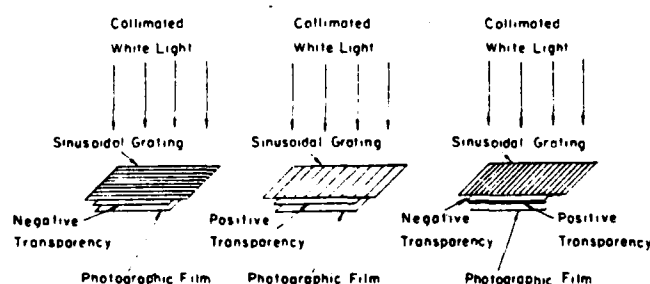 Collimated
White Light
Sinusoidal Grating
Negative
Transparency
Photographic Film
Collimated
White Light
Sinusoidal Grating
Positive
Transparency
Photographic Film
Collimated
White Light
Sinusoidal Grating
Negative
Transparency
Positive
Transparency
Photographic Film